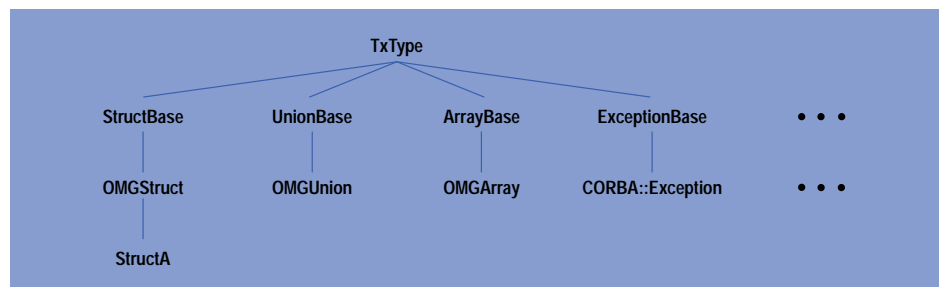 TxType
StructBase UnionBase ArrayBase ExceptionBase • • •
OMGStruct OMGUnion OMGArray CORBA::Exception • • •
StructA